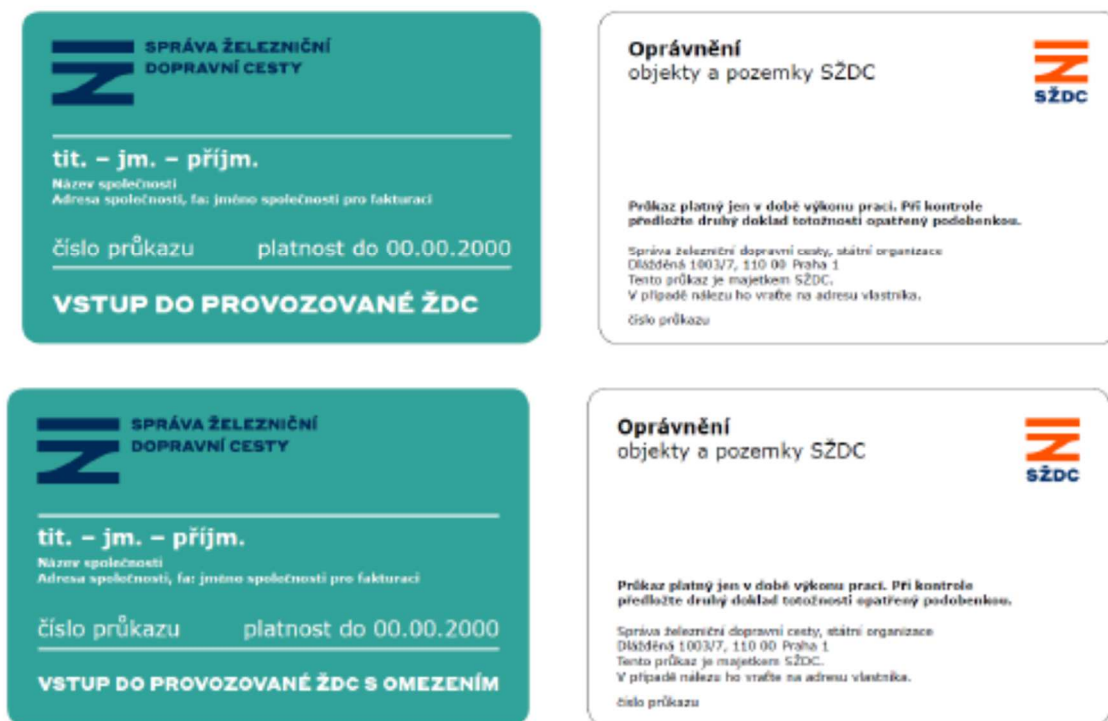 SPRÁVA ŽELEZNIČNÍ
DOPRAVNÍ CESTY
tit. – jm. – příjm.
Název společnosti
Adresa společnosti, fa: jméno společnosti pro fakturaci
číslo průkazu platnost do 00.00.2000
VSTUP DO PROVOZOVANÉ ŽDC
Oprávnění
objekty a pozemky SŽDC
SŽDC
Průkaz platný jen v době výkonu prací. Při kontrole
předložte druhý doklad totožnosti opatřený podobenkou.
Správa železniční dopravní cesty, státní organizace
Dlážděná 1003/7, 110 00 Praha 1
Tento průkaz je majetkem SŽDC.
V případě nálezu ho vraťte na adresu vlastníka.
číslo průkazu
SPRÁVA ŽELEZNIČNÍ
DOPRAVNÍ CESTY
tit. – jm. – příjm.
Název společnosti
Adresa společnosti, fa: jméno společnosti pro fakturaci
číslo průkazu platnost do 00.00.2000
VSTUP DO PROVOZOVANÉ ŽDC S OMEZENÍM
Oprávnění
objekty a pozemky SŽDC
SŽDC
Průkaz platný jen v době výkonu prací. Při kontrole
předložte druhý doklad totožnosti opatřený podobenkou.
Správa železniční dopravní cesty, státní organizace
Dlážděná 1003/7, 110 00 Praha 1
Tento průkaz je majetkem SŽDC.
V případě nálezu ho vraťte na adresu vlastníka.
číslo průkazu